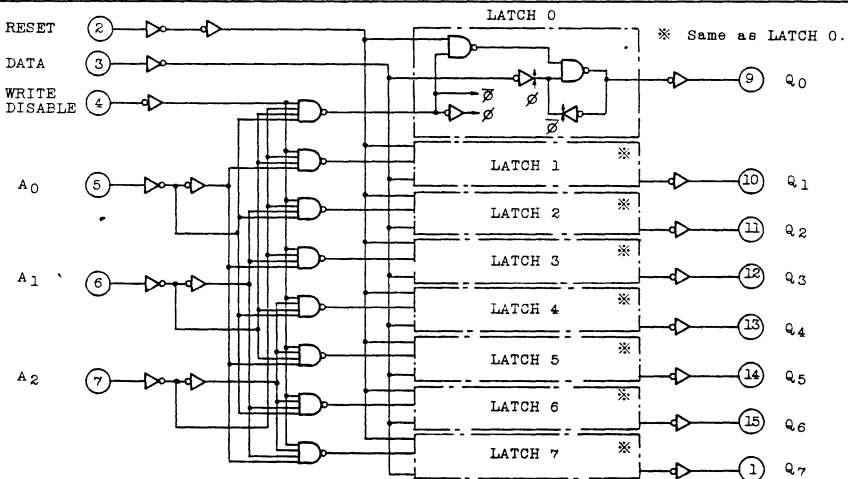 LATCH 0
RESET 2
※ Same as LATCH 0.
DATA 3
WRITE
DISABLE 4
9 Q0
ø
ø
ø
ø
LATCH 1 ※
A0 5
10 Q1
LATCH 2 ※
11 Q2
LATCH 3 ※
A1 6
12 Q3
LATCH 4 ※
13 Q4
LATCH 5 ※
A2 7
14 Q5
LATCH 6 ※
15 Q6
LATCH 7 ※
1 Q7